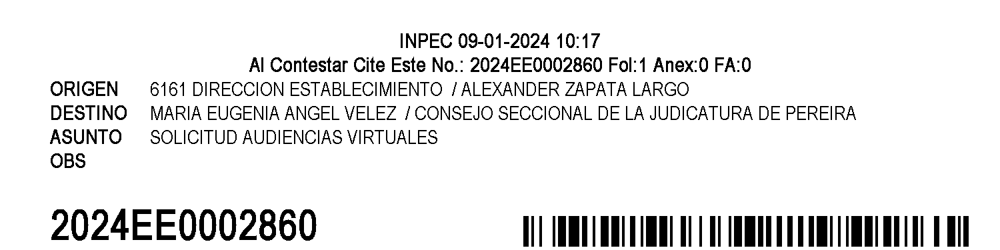 INPEC 09-01-2024 10:17
Al Contestar Cite Este No.: 2024EE0002860 Fol:1 Anex:0 FA:0
ORIGEN 6161 DIRECCION ESTABLECIMIENTO / ALEXANDER ZAPATA LARGO
DESTINO MARIA EUGENIA ANGEL VELEZ / CONSEJO SECCIONAL DE LA JUDICATURA DE PEREIRA
ASUNTO SOLICITUD AUDIENCIAS VIRTUALES
OBS
2024EE0002860